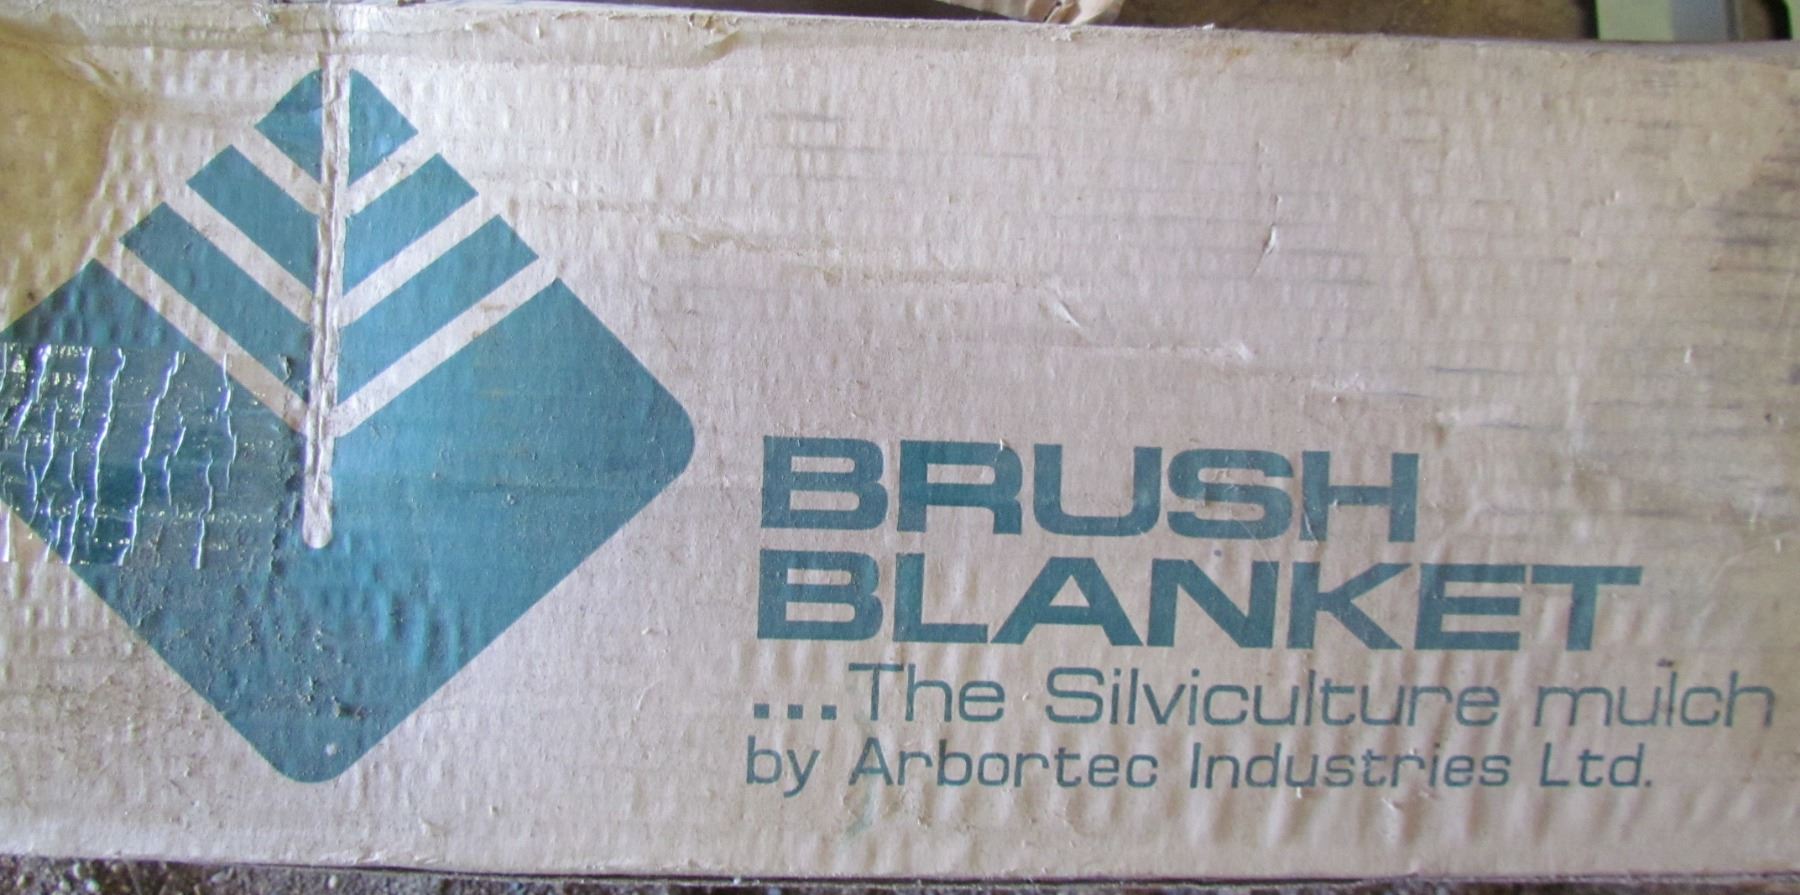 BRUSH
BLANKET
...The Silviculture mulch
by Arbortec Industries Ltd.